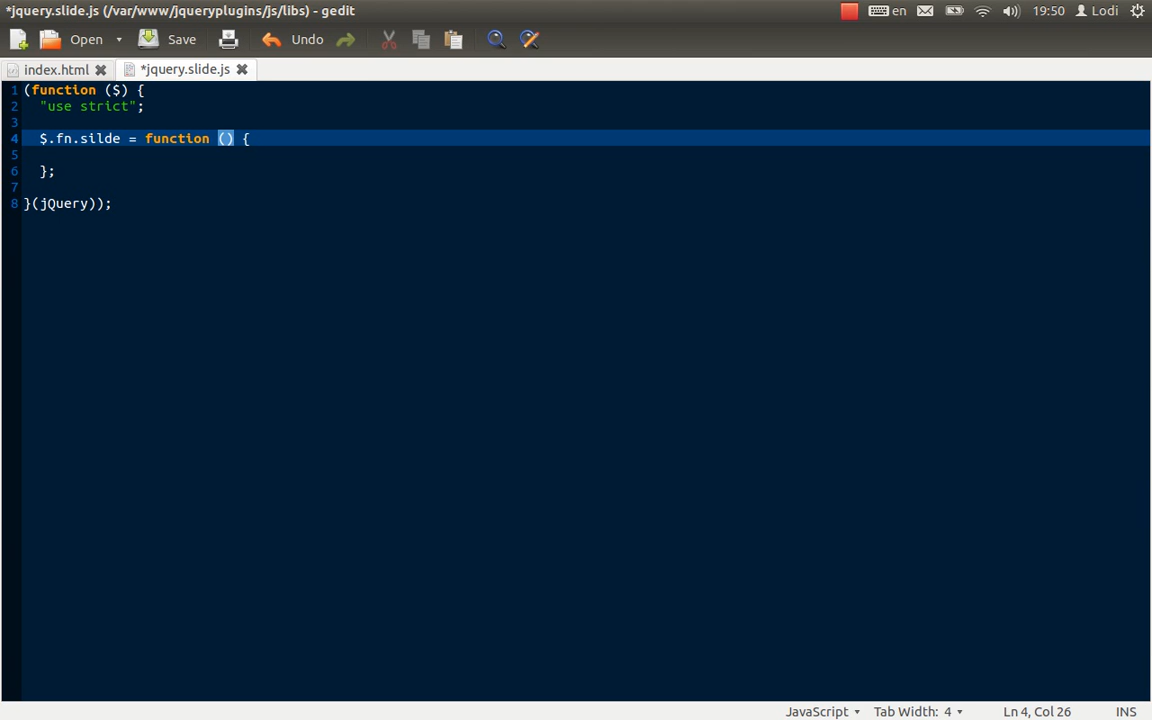 *jquery.slide.js (/var/www/jqueryplugins/js/libs) - gedit en 19:50 Lodi
Open Save Undo
index.html *jquery.slide.js
1 (function ($) {
2 "use strict";
3
4 $.fn.silde = function () {
5
6 };
7
8 }(jQuery));
JavaScript Tab Width: 4 Ln 4, Col 26 INS